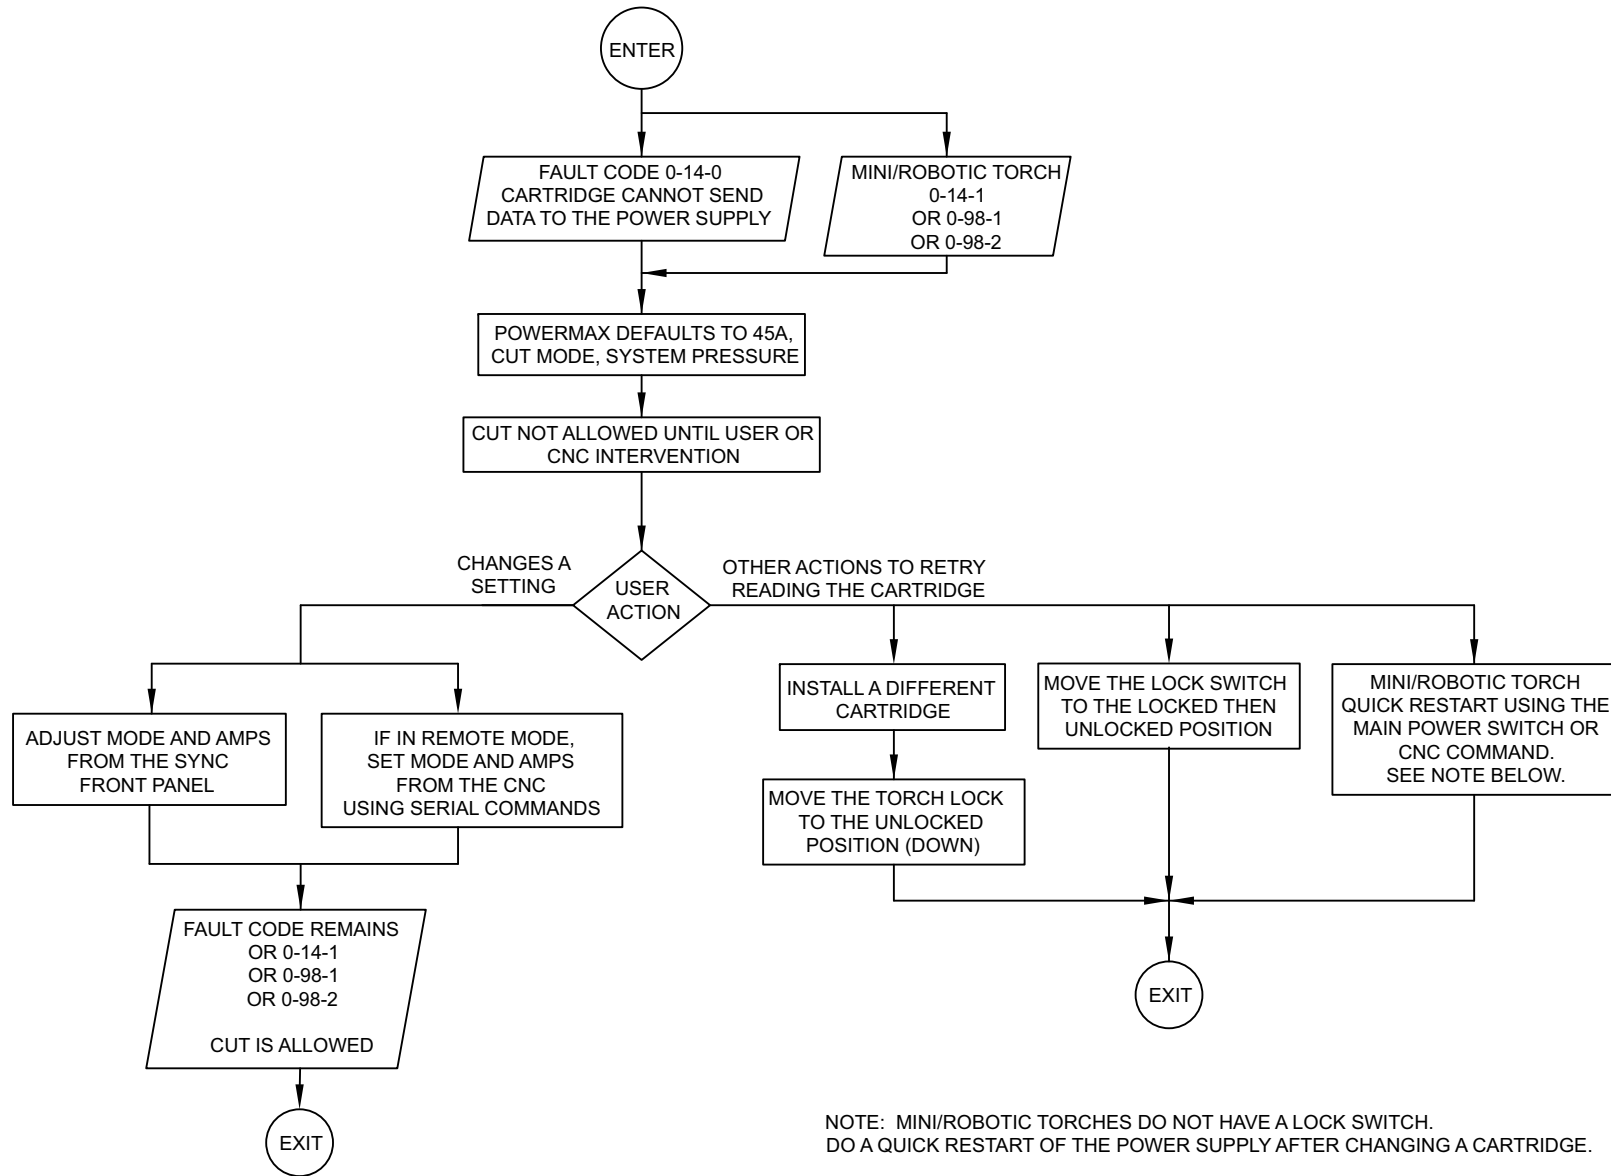 ENTER
FAULT CODE 0-14-0
CARTRIDGE CANNOT SEND
DATA TO THE POWER SUPPLY
MINI/ROBOTIC TORCH
0-14-1
OR 0-98-1
OR 0-98-2
POWERMAX DEFAULTS TO 45A,
CUT MODE, SYSTEM PRESSURE
CUT NOT ALLOWED UNTIL USER OR
CNC INTERVENTION
CHANGES A
SETTING
USER
ACTION
OTHER ACTIONS TO RETRY
READING THE CARTRIDGE
ADJUST MODE AND AMPS
FROM THE SYNC
FRONT PANEL
IF IN REMOTE MODE,
SET MODE AND AMPS
FROM THE CNC
USING SERIAL COMMANDS
INSTALL A DIFFERENT
CARTRIDGE
MOVE THE LOCK SWITCH
TO THE LOCKED THEN
UNLOCKED POSITION
MINI/ROBOTIC TORCH
QUICK RESTART USING THE
MAIN POWER SWITCH OR
CNC COMMAND.
SEE NOTE BELOW.
MOVE THE TORCH LOCK
TO THE UNLOCKED
POSITION (DOWN)
FAULT CODE REMAINS
OR 0-14-1
OR 0-98-1
OR 0-98-2
CUT IS ALLOWED
EXIT
EXIT
NOTE: MINI/ROBOTIC TORCHES DO NOT HAVE A LOCK SWITCH.
DO A QUICK RESTART OF THE POWER SUPPLY AFTER CHANGING A CARTRIDGE.